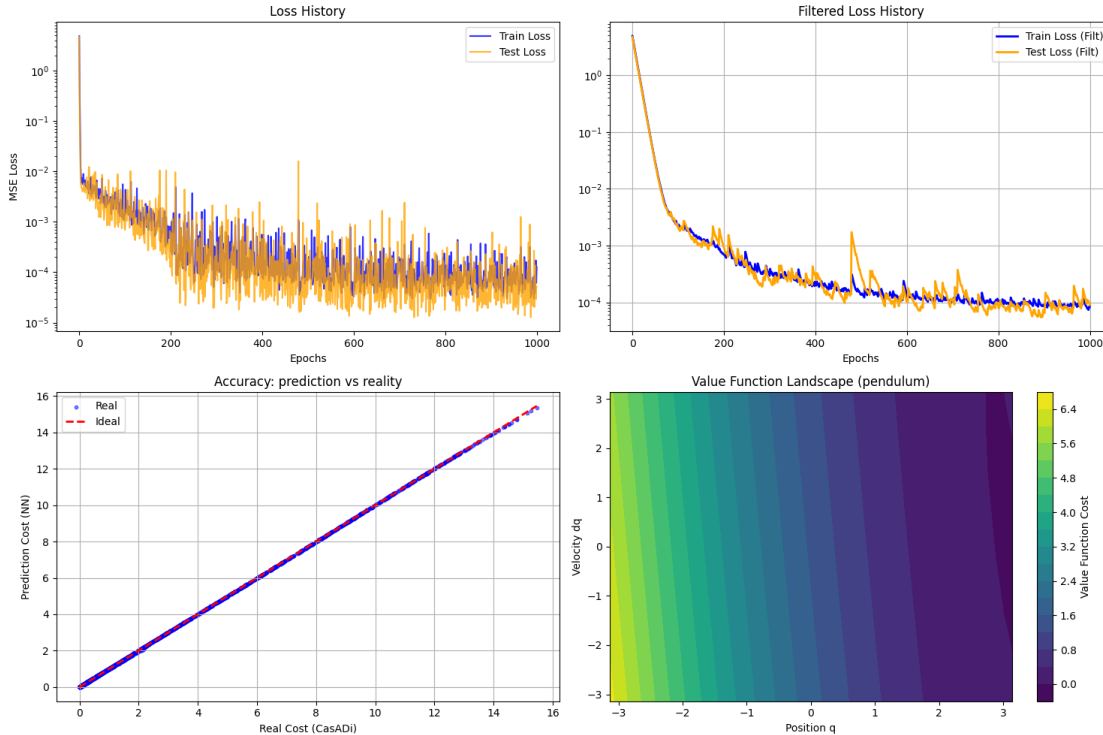 Loss History
Train Loss
Test Loss
10^0
10^-1
10^-2
10^-3
10^-4
10^-5
MSE Loss
0 200 400 600 800 1000
Epochs
Filtered Loss History
Train Loss (Filt)
Test Loss (Filt)
10^0
10^-1
10^-2
10^-3
10^-4
0 200 400 600 800 1000
Epochs
Accuracy: prediction vs reality
Real
Ideal
16
14
12
10
8
6
4
2
0
Prediction Cost (NN)
0 2 4 6 8 10 12 14 16
Real Cost (CasADi)
Value Function Landscape (pendulum)
3
2
1
0
−1
−2
−3
Velocity dq
−3 −2 −1 0 1 2 3
Position q
6.4
5.6
4.8
4.0
3.2
2.4
1.6
0.8
0.0
Value Function Cost